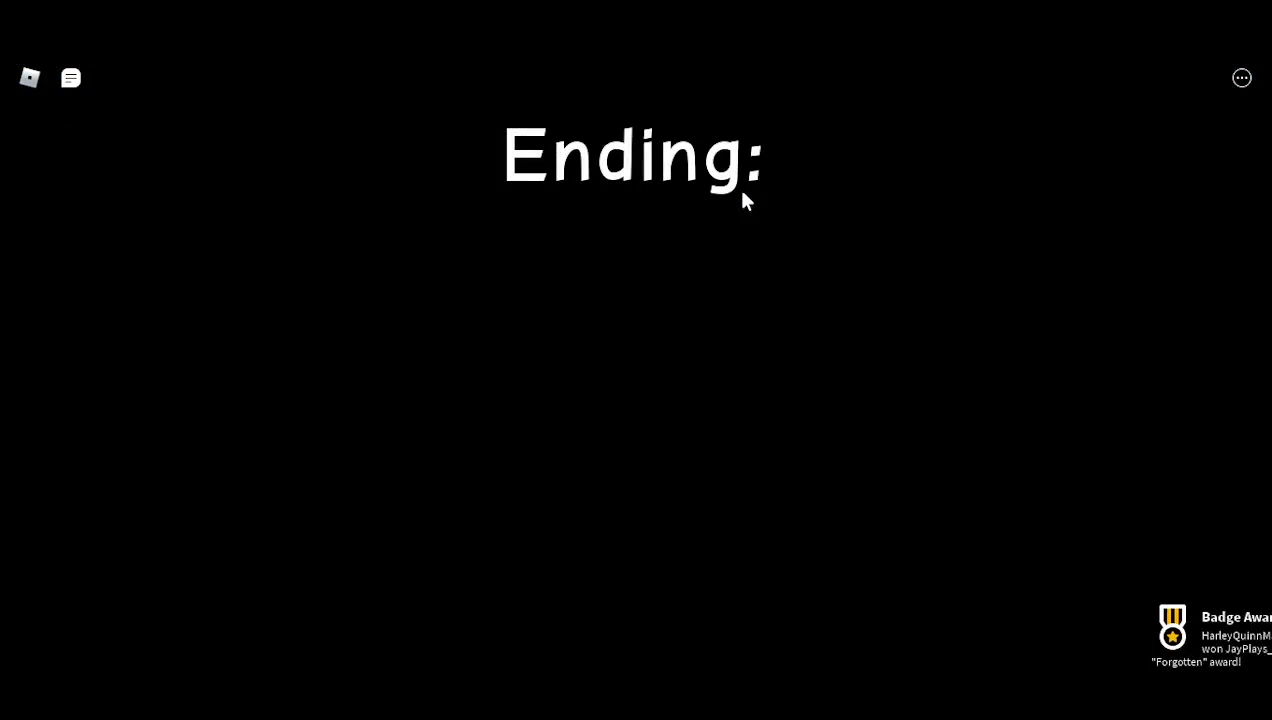 Ending:
Badge Awar
HarleyQuinnM
won JayPlays_
"Forgotten" award!